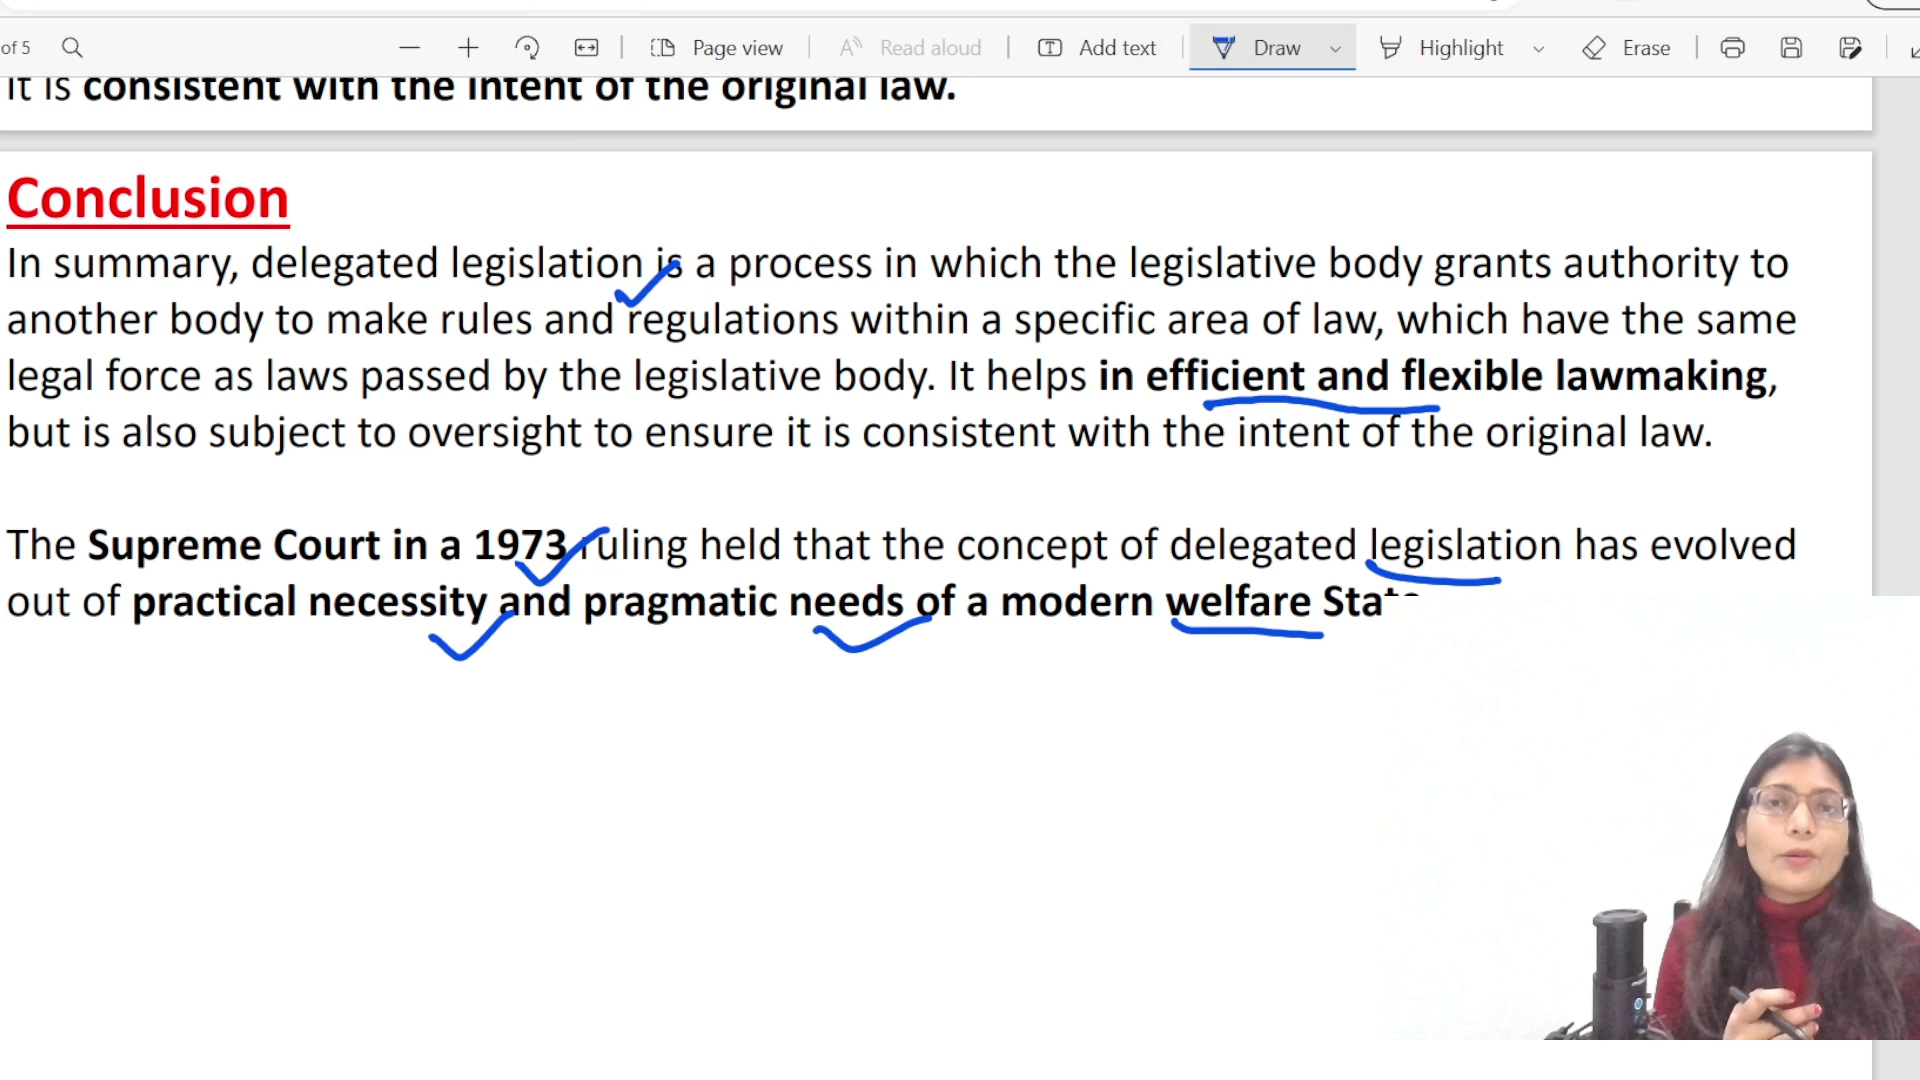 of 5
Page view
Read aloud
Add text
Draw
Highlight
Erase
it is consistent with the intent of the original law.
Conclusion
In summary, delegated legislation is a process in which the legislative body grants authority to
another body to make rules and regulations within a specific area of law, which have the same
legal force as laws passed by the legislative body. It helps in efficient and flexible lawmaking,
but is also subject to oversight to ensure it is consistent with the intent of the original law.
The Supreme Court in a 1973 ruling held that the concept of delegated legislation has evolved
out of practical necessity and pragmatic needs of a modern welfare